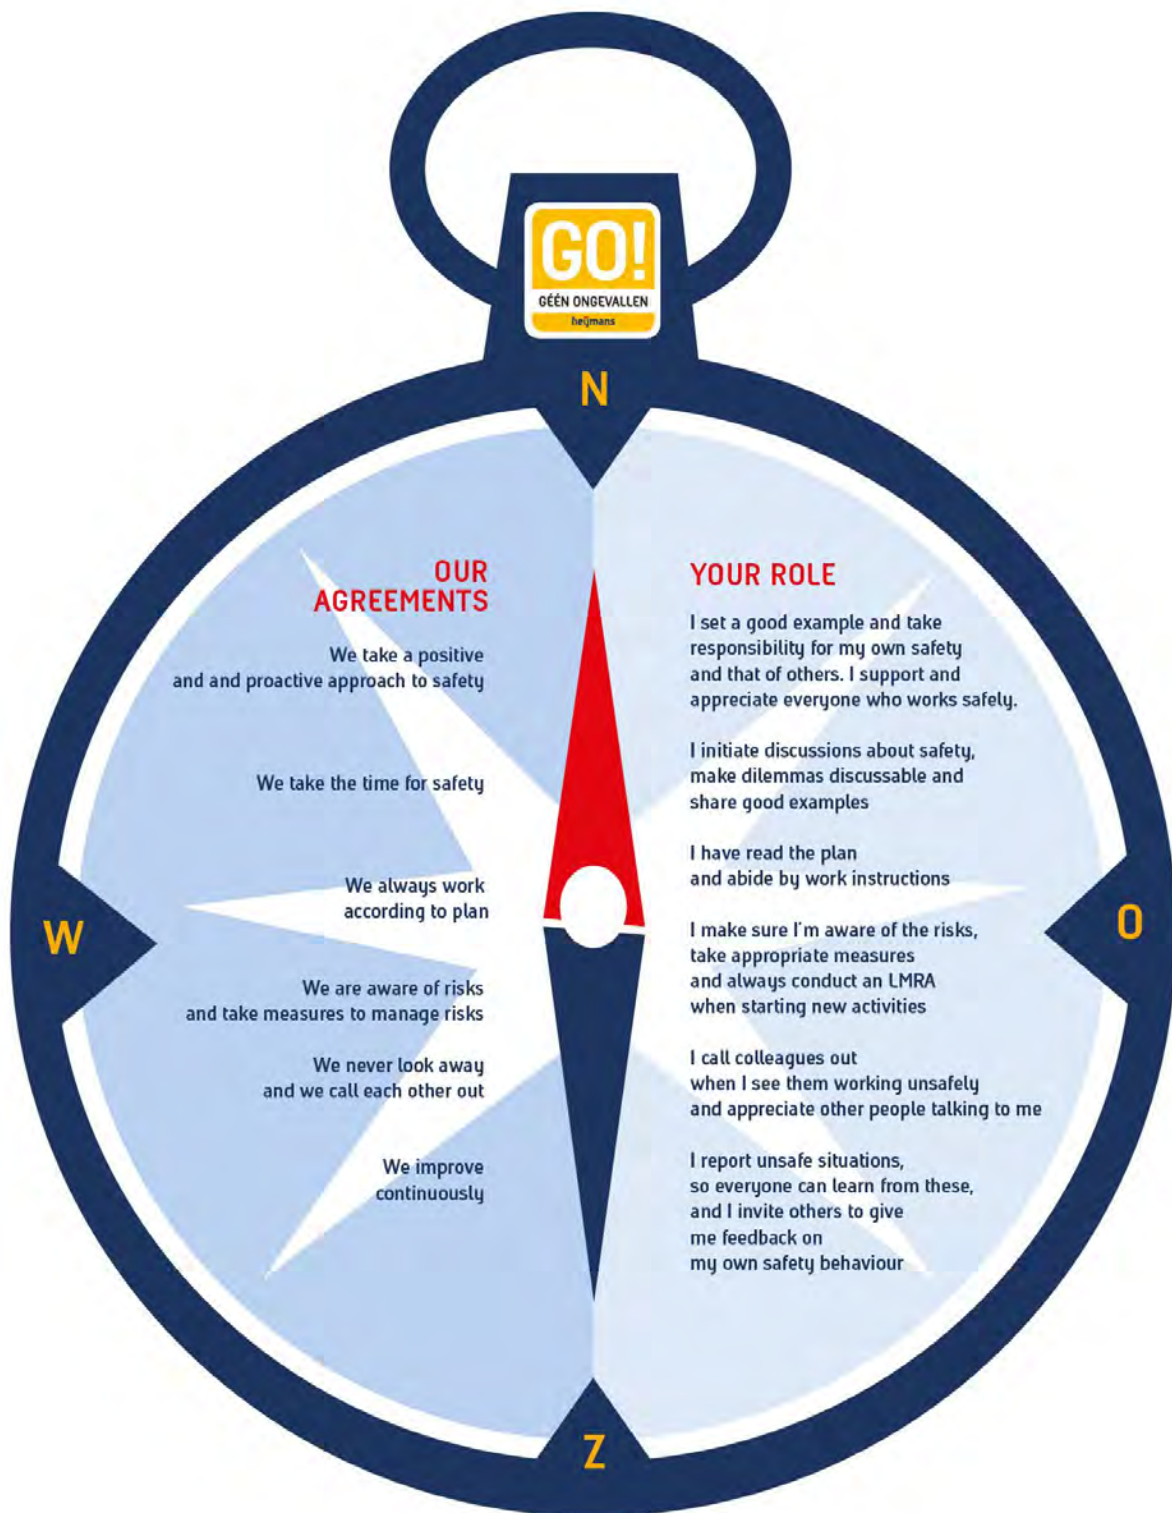 GO!
GÉÉN ONGEVALLEN
heijmans
N
OUR
AGREEMENTS
We take a positive
and and proactive approach to safety
We take the time for safety
We always work
according to plan
We are aware of risks
and take measures to manage risks
We never look away
and we call each other out
We improve
continuously
YOUR ROLE
I set a good example and take
responsibility for my own safety
and that of others. I support and
appreciate everyone who works safely.
I initiate discussions about safety,
make dilemmas discussable and
share good examples
I have read the plan
and abide by work instructions
I make sure I'm aware of the risks,
take appropriate measures
and always conduct an LMRA
when starting new activities
I call colleagues out
when I see them working unsafely
and appreciate other people talking to me
I report unsafe situations,
so everyone can learn from these,
and I invite others to give
me feedback on
my own safety behaviour
W
O
Z